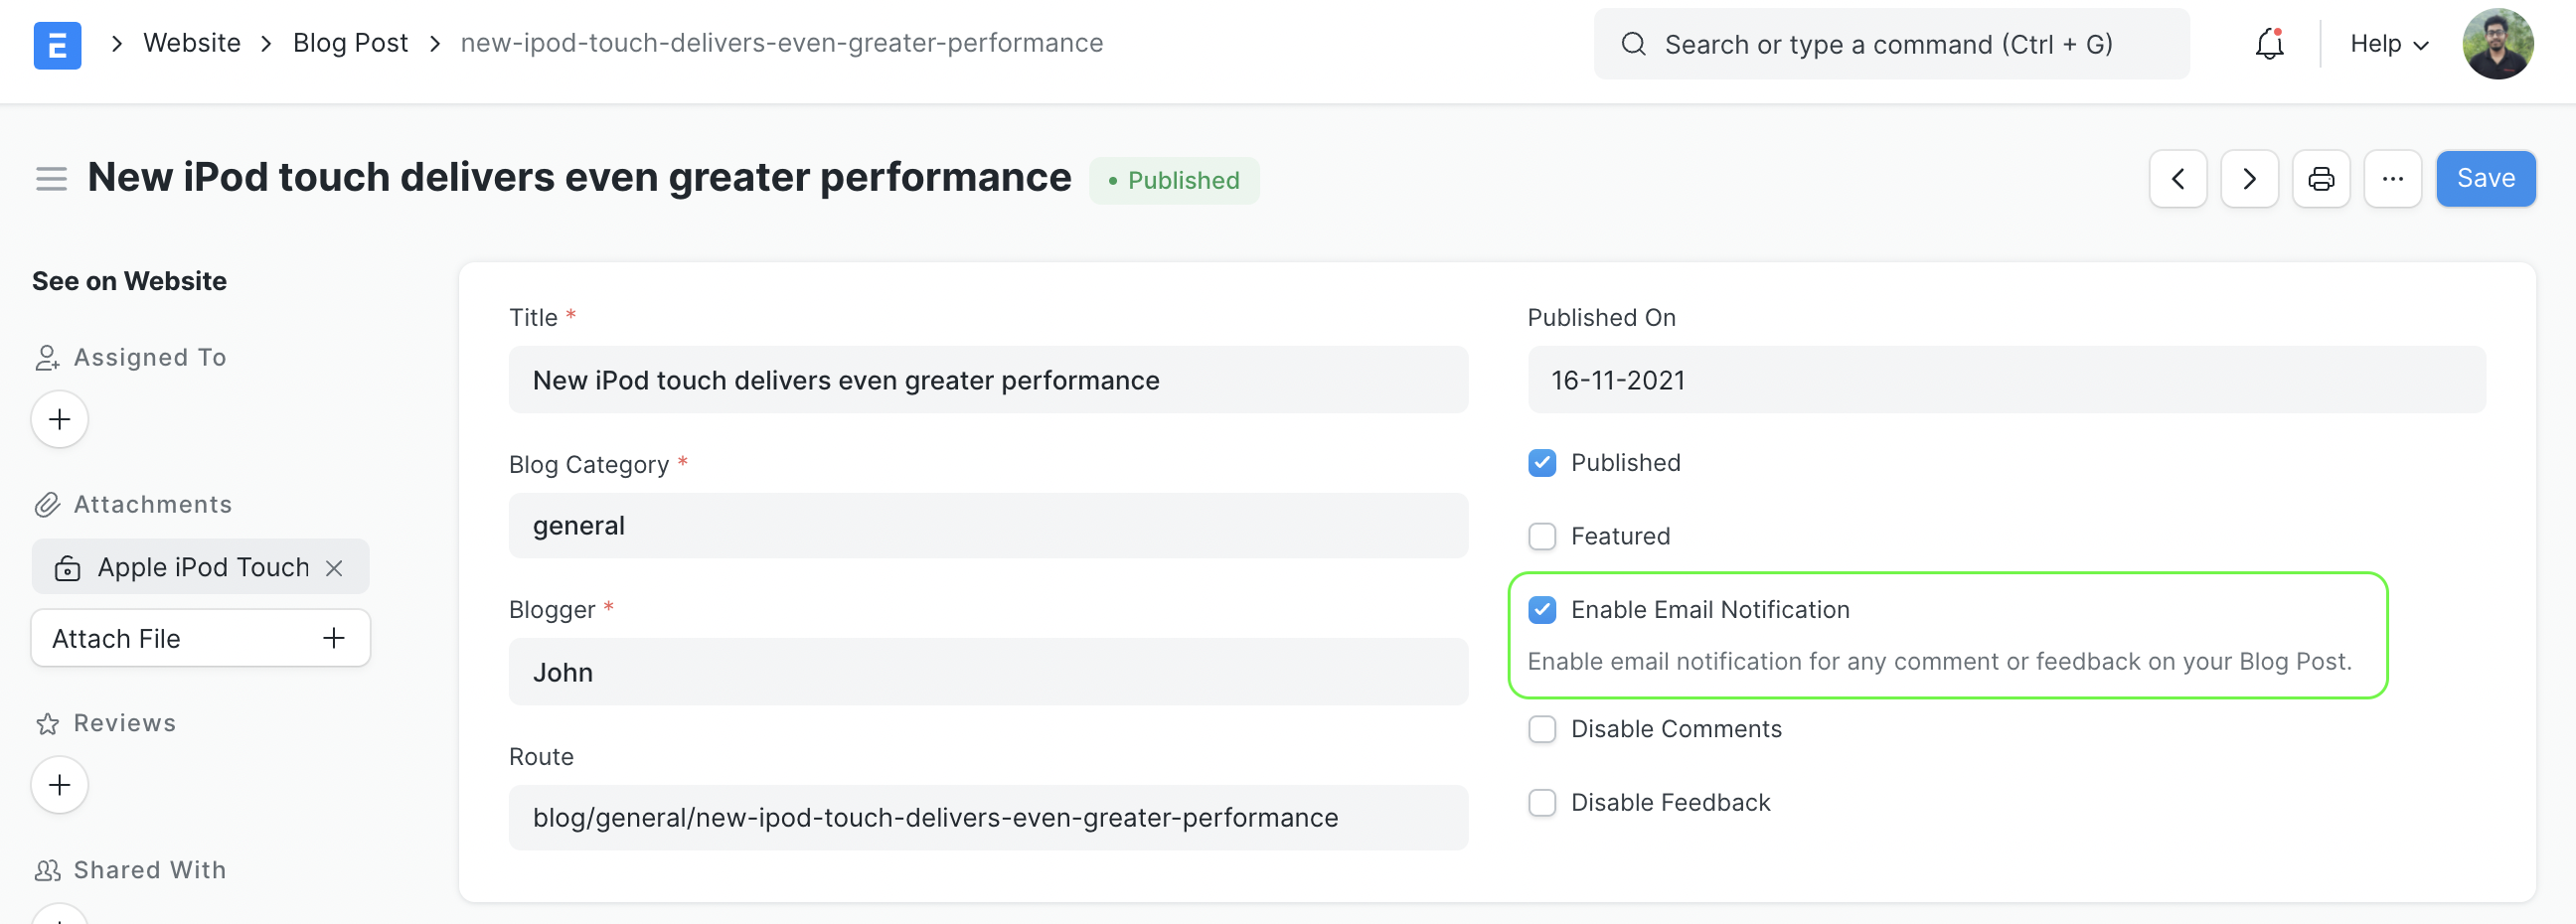 E
Website
Blog Post
new-ipod-touch-delivers-even-greater-performance
Search or type a command (Ctrl + G)
Help
New iPod touch delivers even greater performance
Published
Save
See on Website
Assigned To
Attachments
Apple iPod Touch
Attach File
Reviews
Shared With
Title *
New iPod touch delivers even greater performance
Blog Category *
general
Blogger *
John
Route
blog/general/new-ipod-touch-delivers-even-greater-performance
Published On
16-11-2021
Published
Featured
Enable Email Notification
Enable email notification for any comment or feedback on your Blog Post.
Disable Comments
Disable Feedback